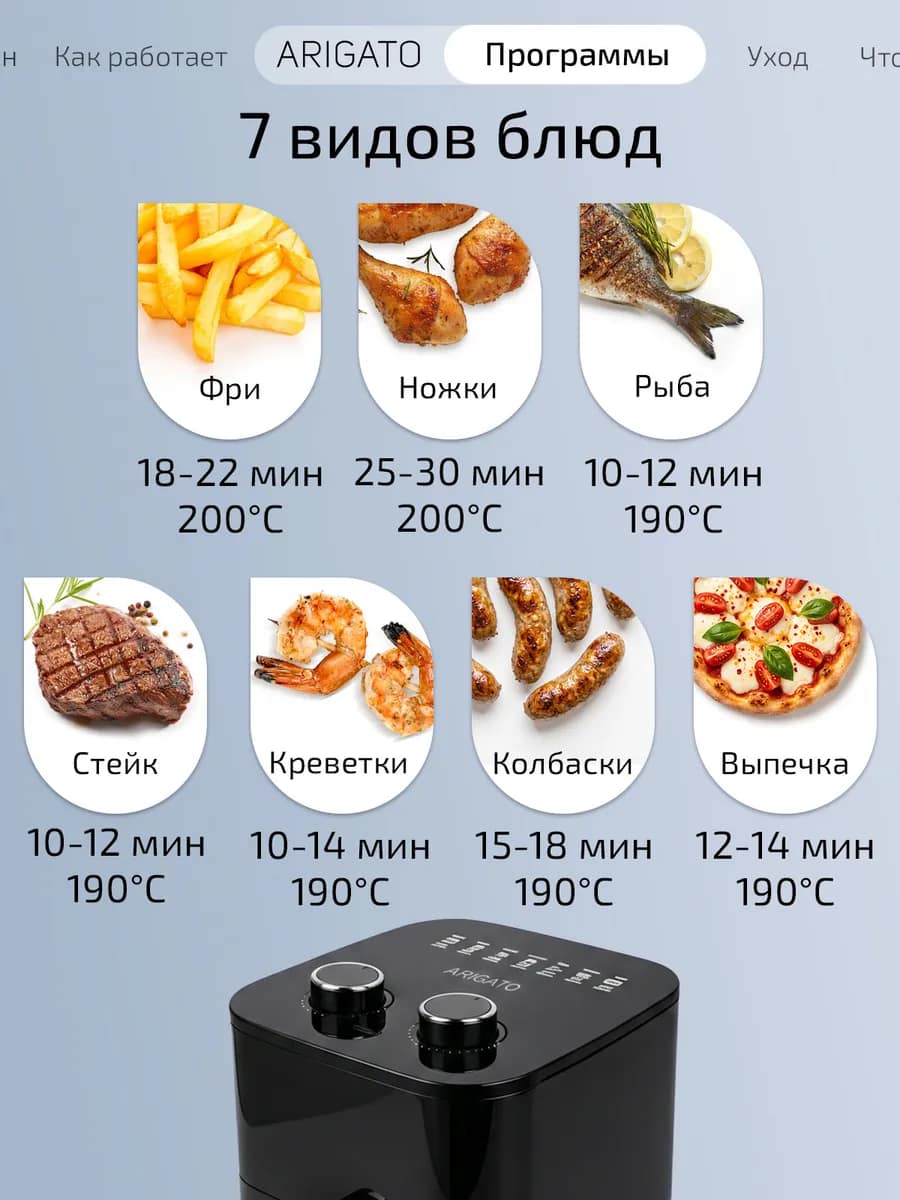 н Как работает ARIGATO Программы Уход Что
7 видов блюд
Фри Ножки Рыба
18-22 мин 25-30 мин 10-12 мин
200°C 200°C 190°C
Стейк Креветки Колбаски Выпечка
10-12 мин 10-14 мин 15-18 мин 12-14 мин
190°C 190°C 190°C 190°C
ARIGATO